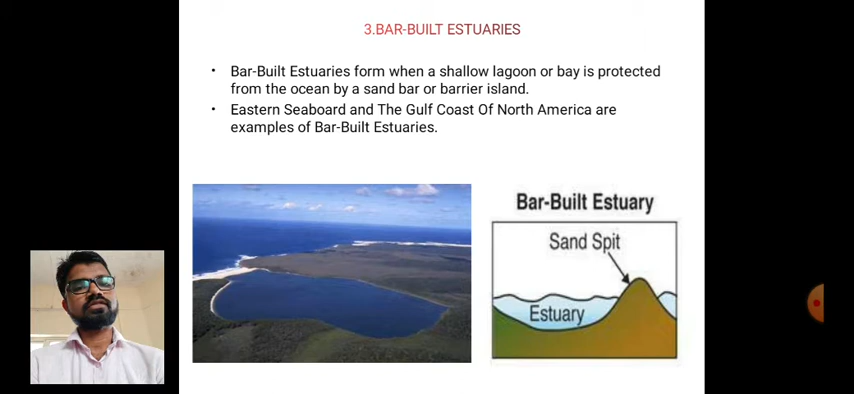 3.BAR-BUILT ESTUARIES
• Bar-Built Estuaries form when a shallow lagoon or bay is protected
from the ocean by a sand bar or barrier island.
• Eastern Seaboard and The Gulf Coast Of North America are
examples of Bar-Built Estuaries.
Bar-Built Estuary
Sand Spit
Estuary